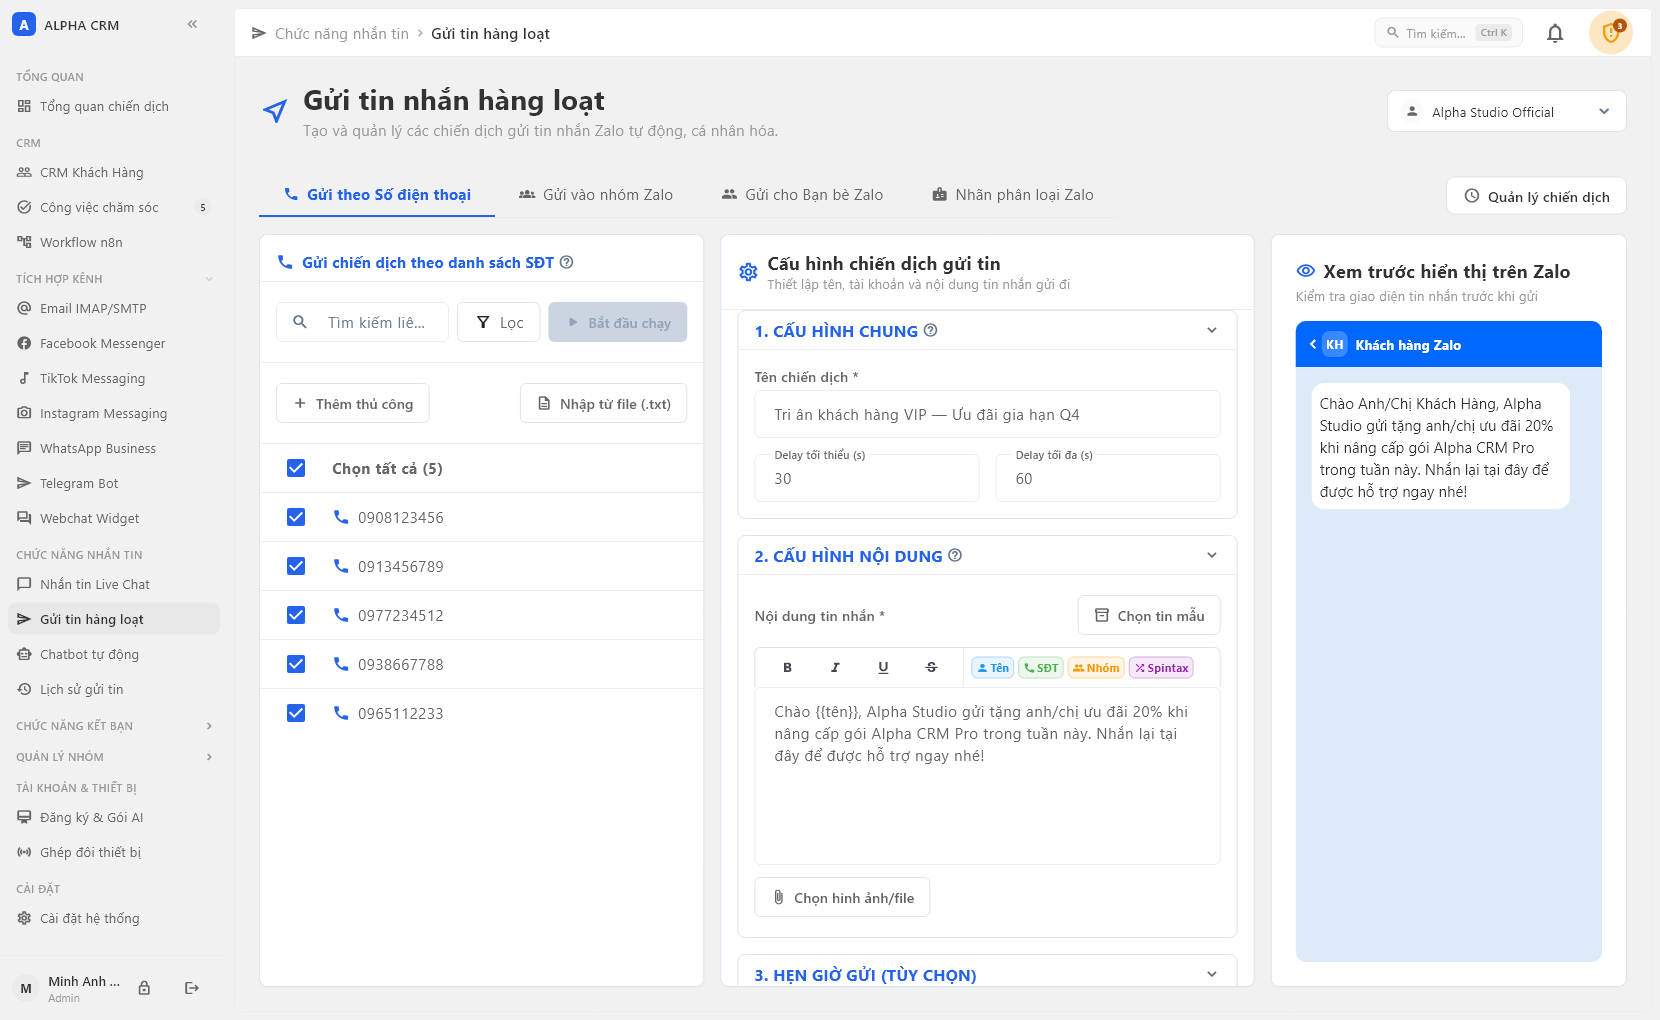 A ALPHA CRM
TỔNG QUAN
Tổng quan chiến dịch
CRM
CRM Khách Hàng
Công việc chăm sóc 5
Workflow n8n
TÍCH HỢP KÊNH
Email IMAP/SMTP
Facebook Messenger
TikTok Messaging
Instagram Messaging
WhatsApp Business
Telegram Bot
Webchat Widget
CHỨC NĂNG NHẮN TIN
Nhắn tin Live Chat
Gửi tin hàng loạt
Chatbot tự động
Lịch sử gửi tin
CHỨC NĂNG KẾT BẠN
QUẢN LÝ NHÓM
TÀI KHOẢN & THIẾT BỊ
Đăng ký & Gói AI
Ghép đôi thiết bị
CÀI ĐẶT
Cài đặt hệ thống
M Minh Anh ...
Admin
Chức năng nhắn tin › Gửi tin hàng loạt
Tìm kiếm... Ctrl K
3
Gửi tin nhắn hàng loạt
Tạo và quản lý các chiến dịch gửi tin nhắn Zalo tự động, cá nhân hóa.
Alpha Studio Official
Gửi theo Số điện thoại
Gửi vào nhóm Zalo
Gửi cho Bạn bè Zalo
Nhãn phân loại Zalo
Quản lý chiến dịch
Gửi chiến dịch theo danh sách SĐT
Tìm kiếm liê...
Lọc
Bắt đầu chạy
Thêm thủ công
Nhập từ file (.txt)
Chọn tất cả (5)
0908123456
0913456789
0977234512
0938667788
0965112233
Cấu hình chiến dịch gửi tin
Thiết lập tên, tài khoản và nội dung tin nhắn gửi đi
1. CẤU HÌNH CHUNG
Tên chiến dịch *
Tri ân khách hàng VIP — Ưu đãi gia hạn Q4
Delay tối thiểu (s)
30
Delay tối đa (s)
60
2. CẤU HÌNH NỘI DUNG
Nội dung tin nhắn *
Chọn tin mẫu
B I U S Tên SĐT Nhóm Spintax
Chào {{tên}}, Alpha Studio gửi tặng anh/chị ưu đãi 20% khi
nâng cấp gói Alpha CRM Pro trong tuần này. Nhắn lại tại
đây để được hỗ trợ ngay nhé!
Chọn hình ảnh/file
3. HẸN GIỜ GỬI (TÙY CHỌN)
Xem trước hiển thị trên Zalo
Kiểm tra giao diện tin nhắn trước khi gửi
KH Khách hàng Zalo
Chào Anh/Chị Khách Hàng, Alpha
Studio gửi tặng anh/chị ưu đãi 20%
khi nâng cấp gói Alpha CRM Pro
trong tuần này. Nhắn lại tại đây để
được hỗ trợ ngay nhé!